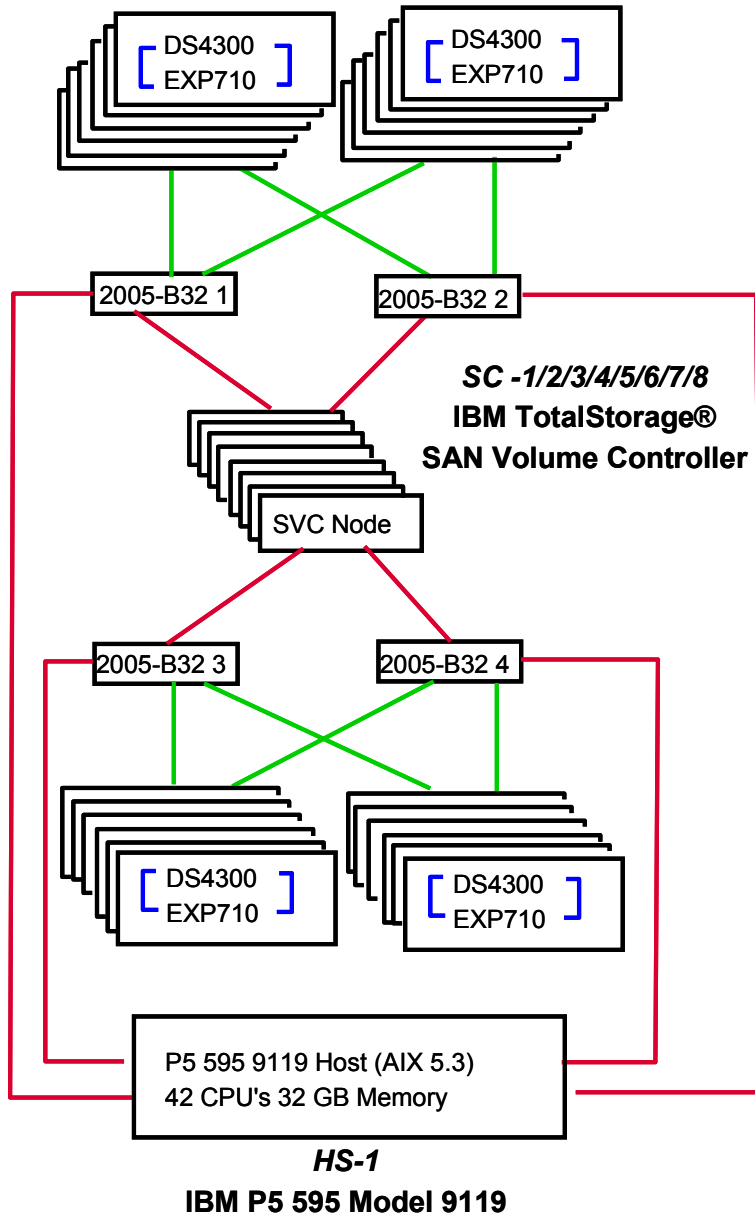 DS4300
EXP710
DS4300
EXP710
2005-B32 1
2005-B32 2
SC -1/2/3/4/5/6/7/8
IBM TotalStorage®
SAN Volume Controller
SVC Node
2005-B32 3
2005-B32 4
DS4300
EXP710
DS4300
EXP710
P5 595 9119 Host (AIX 5.3)
42 CPU's 32 GB Memory
HS-1
IBM P5 595 Model 9119